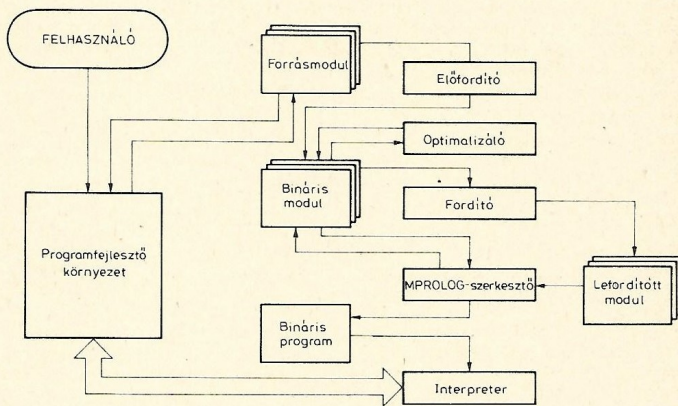 FELHASZNÁLÓ
Forrásmodul
Előfordító
Optimalizáló
Bináris
modul
Fordító
Programfejlesztő
környezet
MPROLOG-szerkesztő
Lefordított
modul
Bináris
program
Interpreter